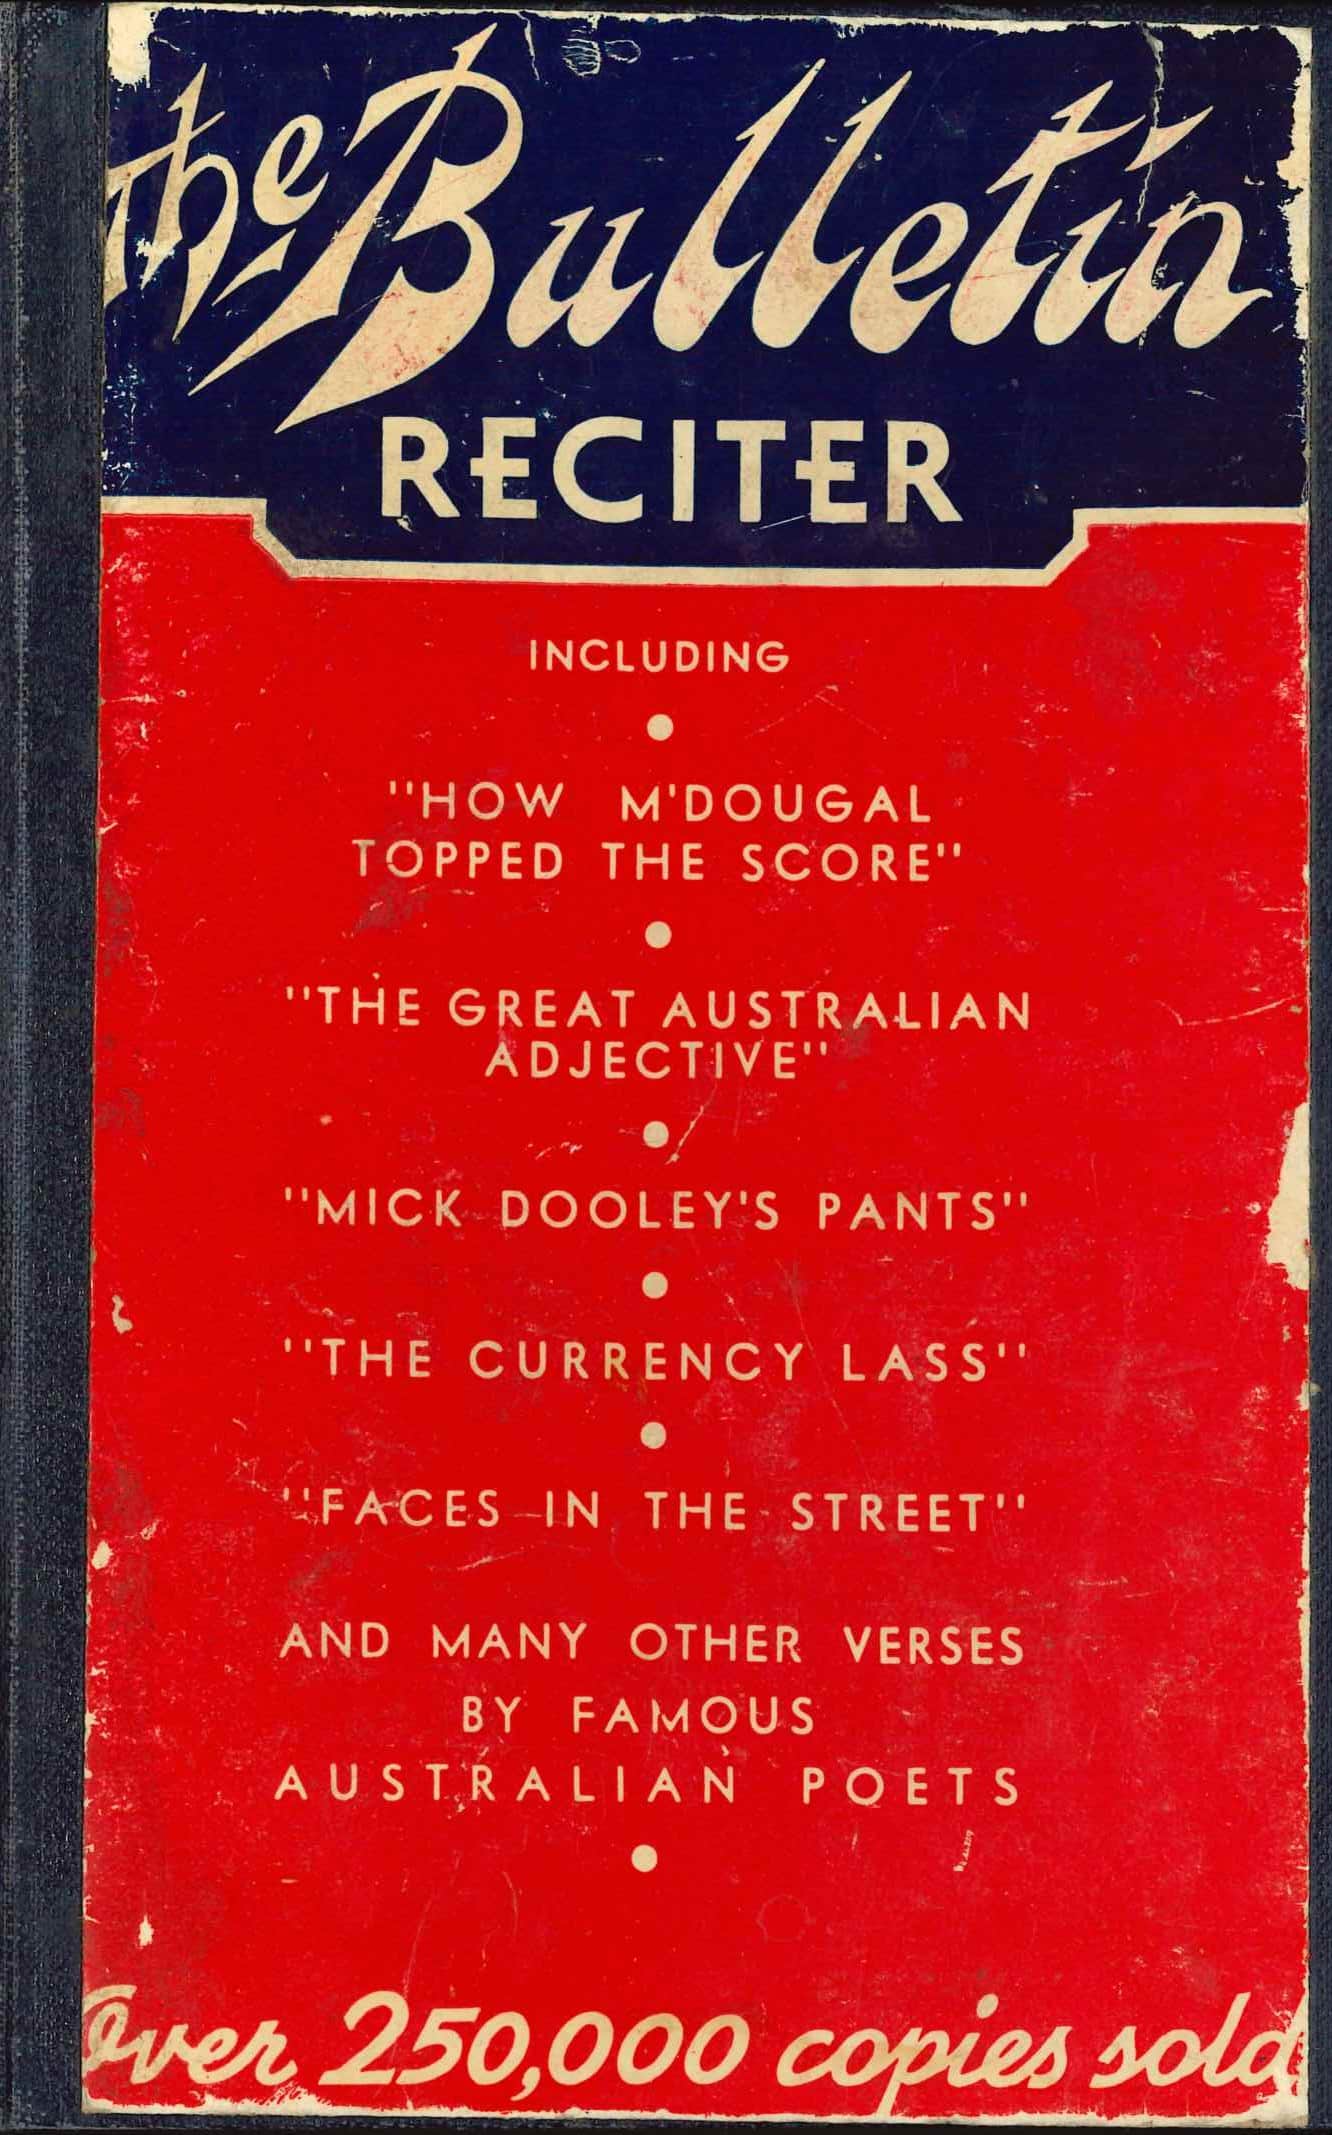 The Bulletin
RECITER
INCLUDING
"HOW M'DOUGAL
TOPPED THE SCORE"
"THE GREAT AUSTRALIAN
ADJECTIVE"
"MICK DOOLEY'S PANTS"
"THE CURRENCY LASS"
"FACES IN THE STREET"
AND MANY OTHER VERSES
BY FAMOUS
AUSTRALIAN POETS
Over 250,000 copies sold